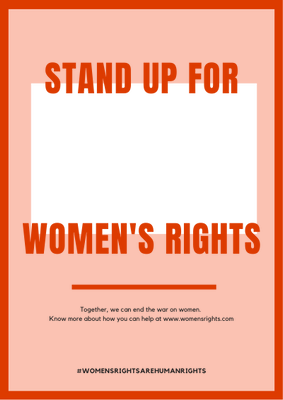 STAND UP FOR
WOMEN'S RIGHTS
Together, we can end the war on women.
Know more about how you can help at www.womensrights.com
#WOMENSRIGHTSAREHUMANRIGHTS